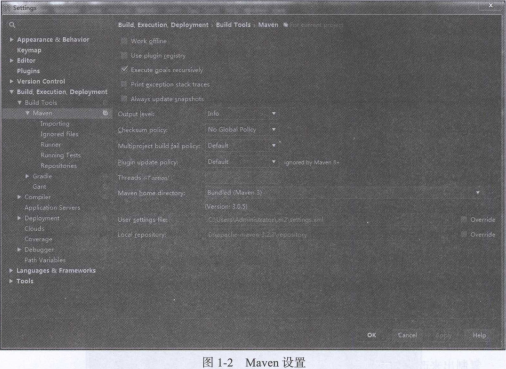 Settings
Build, Execution, Deployment › Build Tools › Maven
Appearance & Behavior
Keymap
Editor
Plugins
Version Control
Build, Execution, Deployment
Build Tools
Maven
Importing
Ignored Files
Runner
Running Tests
Repositories
Gradle
Gant
Compiler
Application Servers
Deployment
Clouds
Coverage
Debugger
Path Variables
Languages & Frameworks
Tools
Work offline
Use plugin registry
Execute goals recursively
Print exception stack traces
Always update snapshots
Output level: Info
Checksum policy: No Global Policy
Multiproject build fail policy: Default
Plugin update policy: Default ignored by Maven 3+
Threads
Maven home directory: Bundled (Maven 3)
(Version: 3.0.5)
User settings file: Override
Local repository: Override
OK Cancel Apply Help
图 1-2 Maven 设置